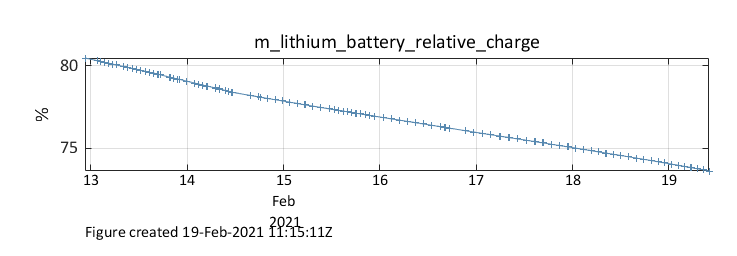 m_lithium_battery_relative_charge
80
75
%
13 14 15 16 17 18 19
Feb
2021
Figure created 19-Feb-2021 11:15:11Z